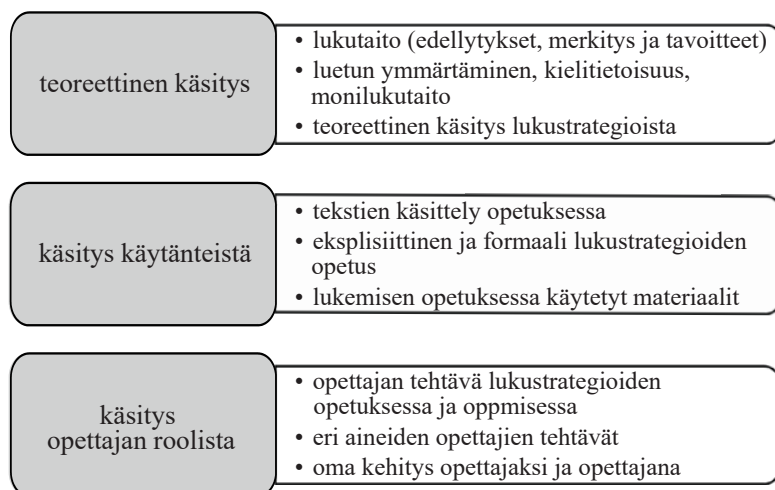 teoreettinen käsitys
• lukutaito (edellytykset, merkitys ja tavoitteet)
• luetun ymmärtäminen, kielitietoisuus,
monilukutaito
• teoreettinen käsitys lukustrategioista
käsitys käytänteistä
• tekstien käsittely opetuksessa
• eksplisiittinen ja formaali lukustrategioiden
opetus
• lukemisen opetuksessa käytetyt materiaalit
käsitys
opettajan roolista
• opettajan tehtävä lukustrategioiden
opetuksessa ja oppmisessa
• eri aineiden opettajien tehtävät
• oma kehitys opettajaksi ja opettajana